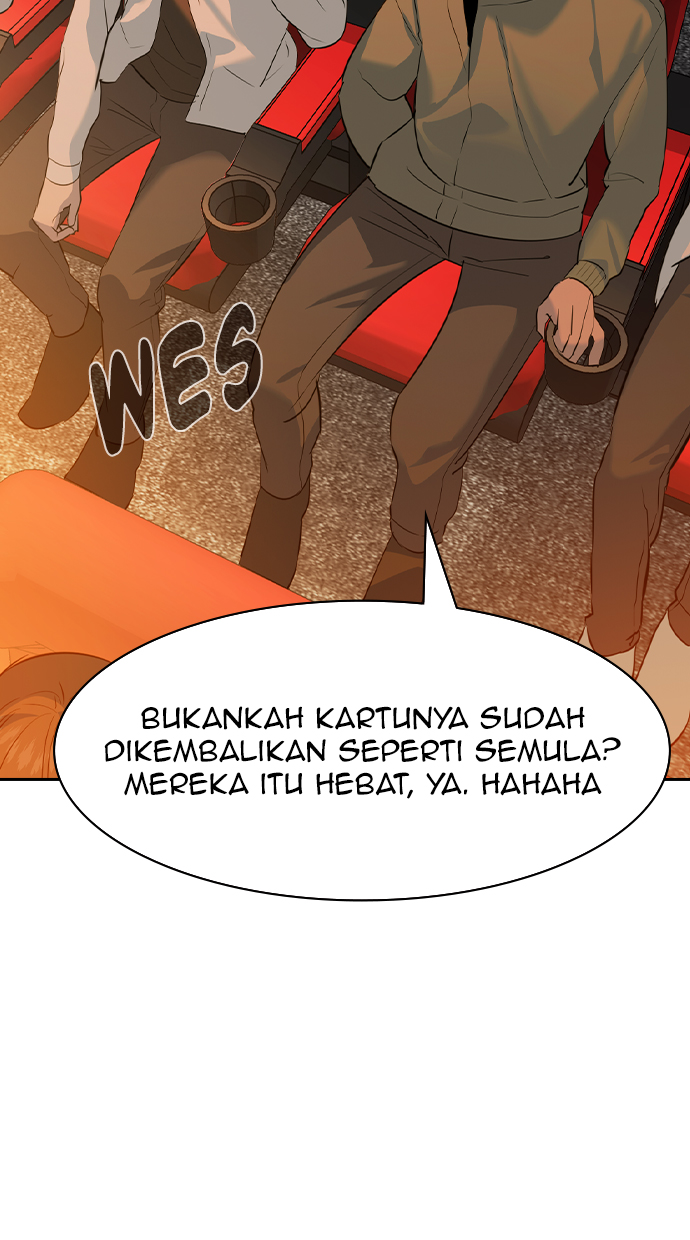 WES
BUKANKAH KARTUNYA SUDAH
DIKEMBALIKAN SEPERTI SEMULA?
MEREKA ITU HEBAT, YA. HAHAHA